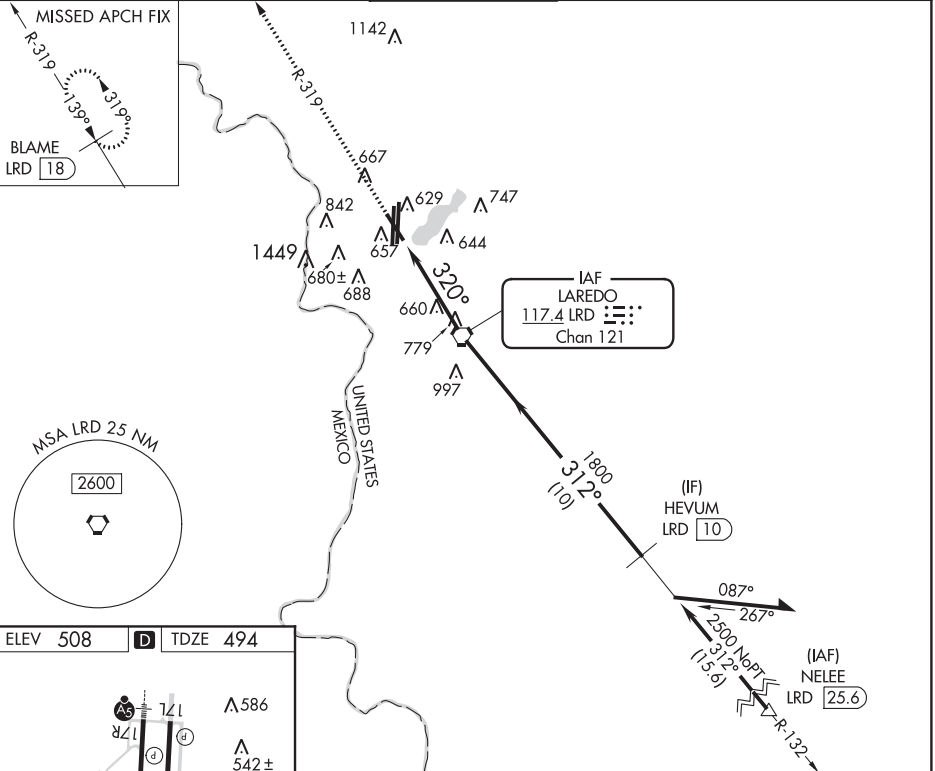 MISSED APCH FIX
R-319
139°
319°
BLAME
LRD 18
1142
R-319
667
842
629
747
1449
657
644
680±
688
320°
660
779
997
IAF
LAREDO
117.4 LRD
Chan 121
UNITED STATES
MEXICO
MSA LRD 25 NM
2600
1800
312°
(10)
(IF)
HEVUM
LRD 10
087°
267°
2500 NoPT
312°
(15.6)
(IAF)
NELEE
LRD 25.6
R-132
ELEV 508
D
TDZE 494
A5
17R
17L
586
P
P
542±